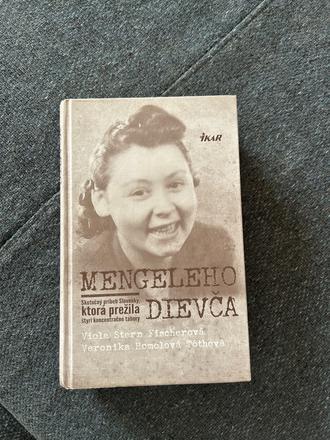 IKAR
MENGELEHO
Skutočný príbeh Slovenky,
ktorá prežila
štyri koncentračné tábory
DIEVČA
Viola Stern Fischerová
Veronika Homolová Tóthová